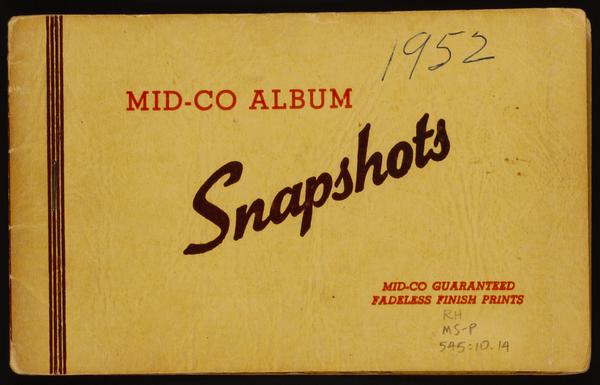 1952
MID-CO ALBUM
Snapshots
MID-CO GUARANTEED
FADELESS FINISH PRINTS
RH
MS-P
545:10.14